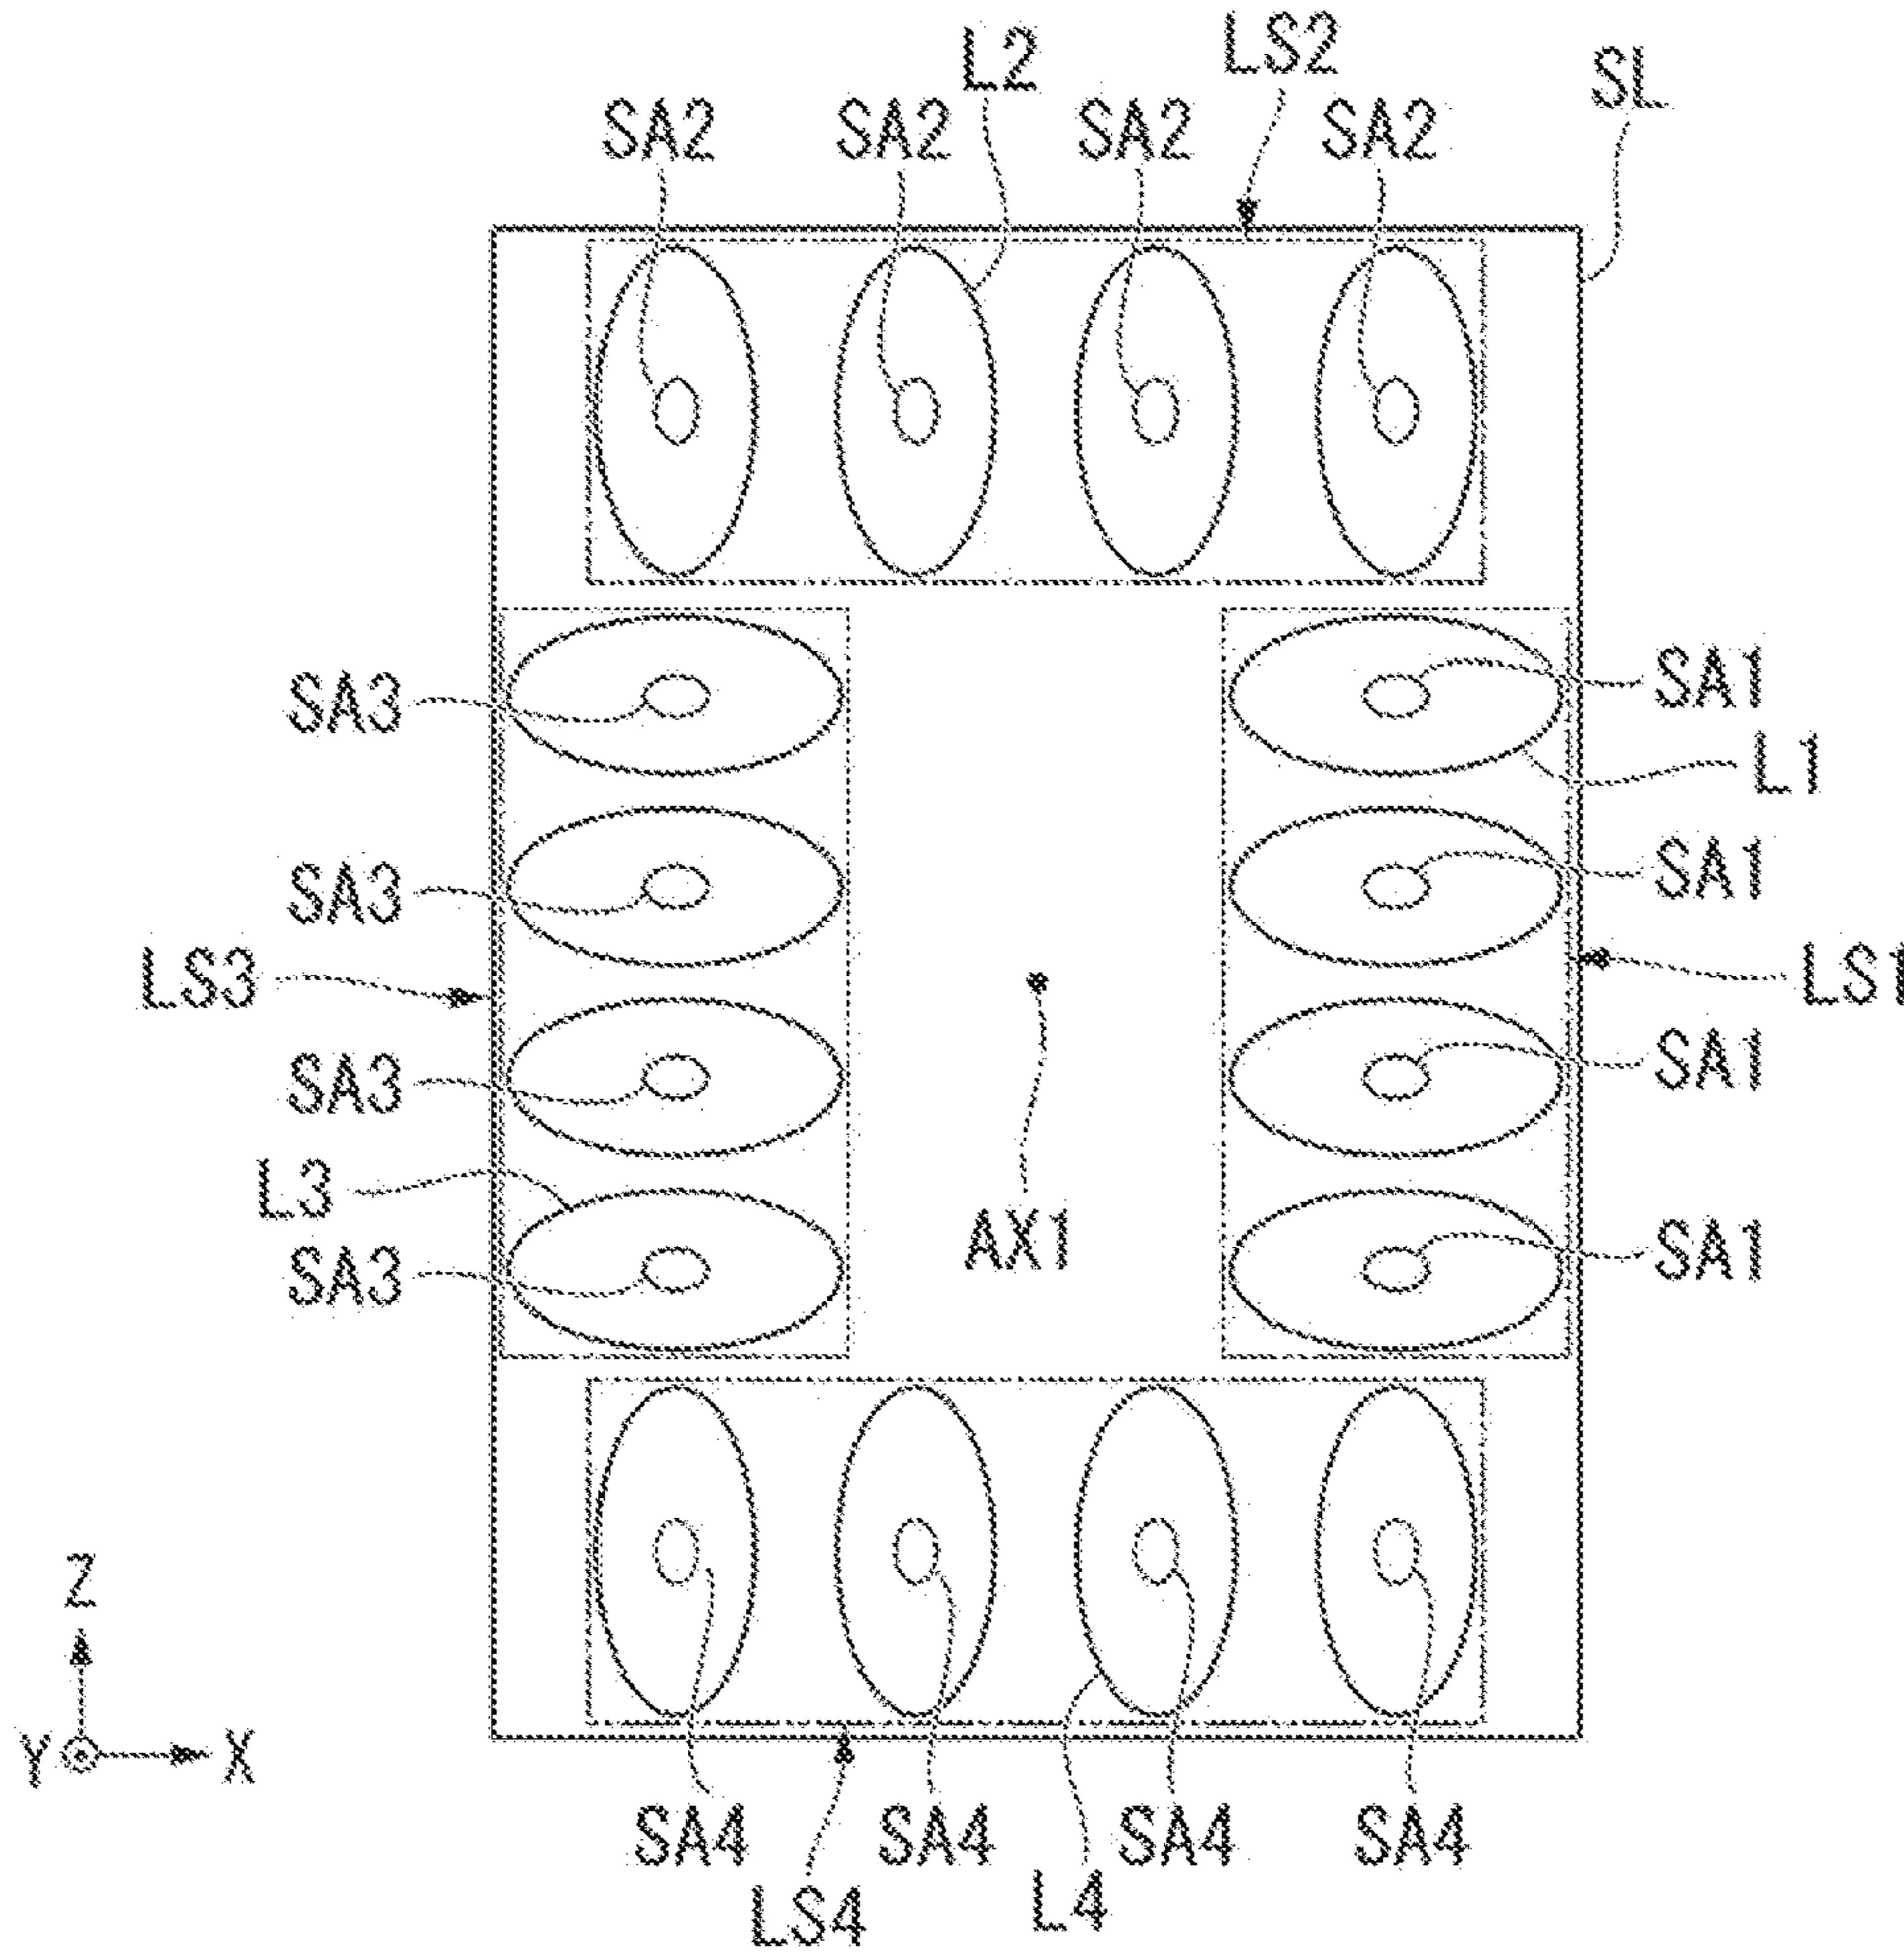 L2 LS2 SL
SA2 SA2 SA2 SA2
SA3 SA1
L1
SA3 SA1
LS3 LS1
SA3 SA1
L3
AX1
SA3 SA1
Z
Y X
SA4 SA4 SA4 SA4
LS4 L4